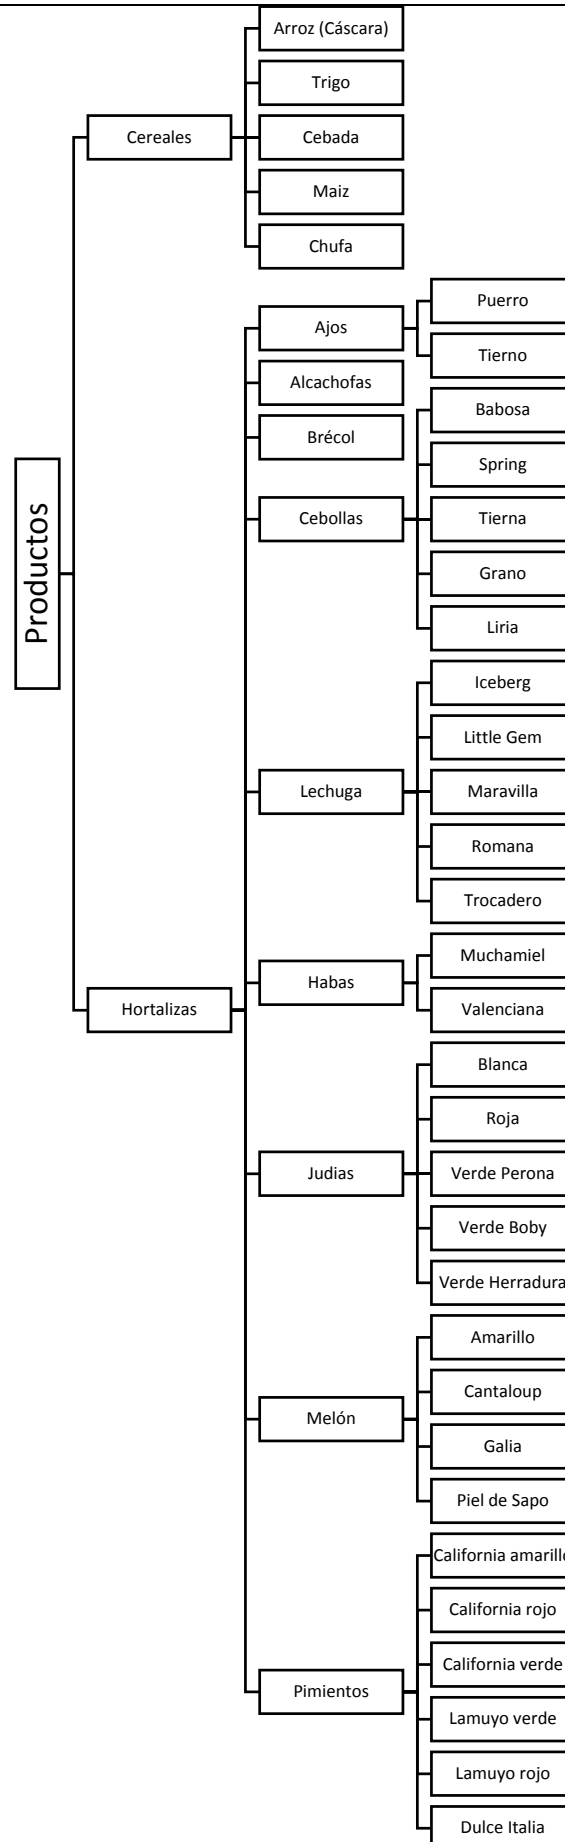 Productos
Cereales
Arroz (Cáscara)
Trigo
Cebada
Maiz
Chufa
Hortalizas
Ajos
Puerro
Tierno
Alcachofas
Brécol
Cebollas
Babosa
Spring
Tierna
Grano
Liria
Lechuga
Iceberg
Little Gem
Maravilla
Romana
Trocadero
Habas
Muchamiel
Valenciana
Judias
Blanca
Roja
Verde Perona
Verde Boby
Verde Herradura
Melón
Amarillo
Cantaloup
Galia
Piel de Sapo
Pimientos
California amarillo
California rojo
California verde
Lamuyo verde
Lamuyo rojo
Dulce Italia